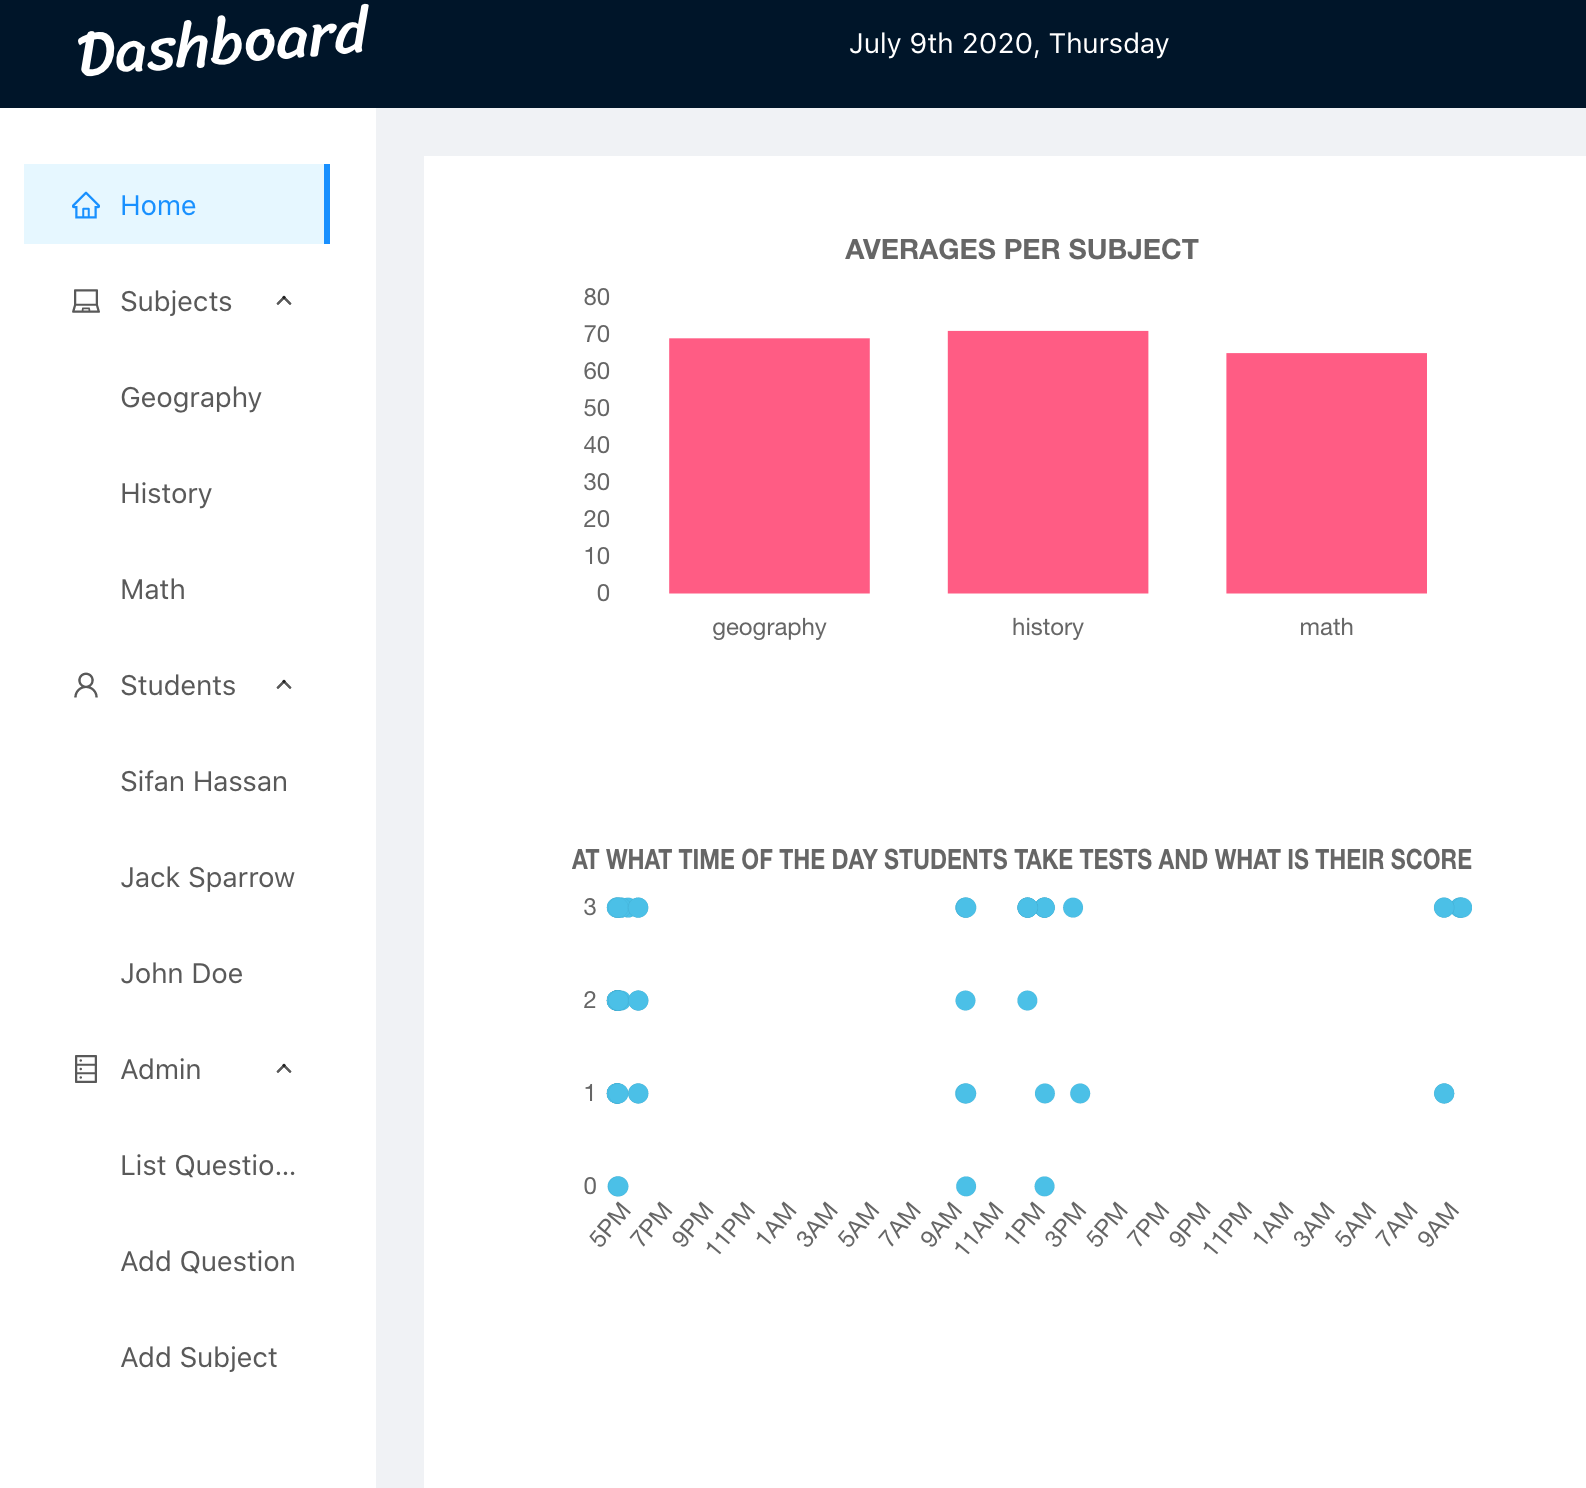 Dashboard
July 9th 2020, Thursday
Home
Subjects
Geography
History
Math
Students
Sifan Hassan
Jack Sparrow
John Doe
Admin
List Questio...
Add Question
Add Subject
AVERAGES PER SUBJECT
80
70
60
50
40
30
20
10
0
geography history math
AT WHAT TIME OF THE DAY STUDENTS TAKE TESTS AND WHAT IS THEIR SCORE
3
2
1
0
5PM 7PM 9PM 11PM 1AM 3AM 5AM 7AM 9AM 11AM 1PM 3PM 5PM 7PM 9PM 11PM 1AM 3AM 5AM 7AM 9AM